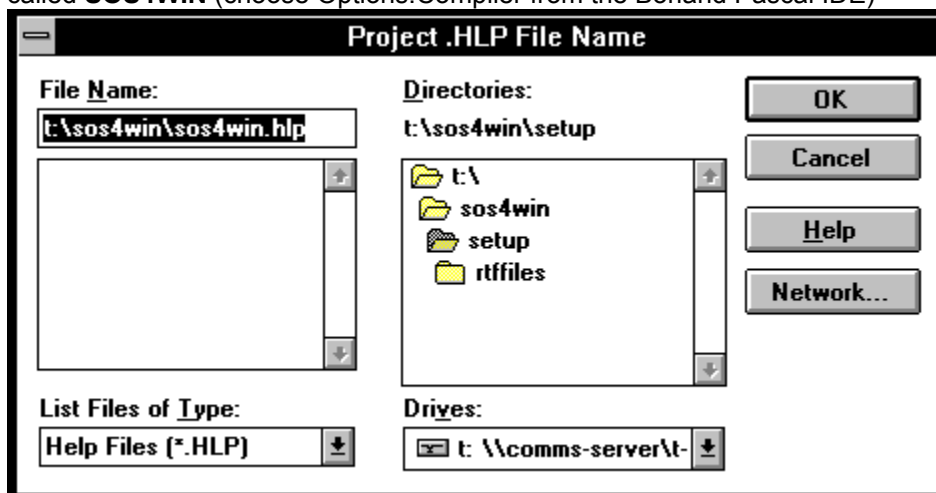 called SOS4WIN (choose Options:Compiler from the Borland Pascal IDE)
Project .HLP File Name
File Name:
t:\sos4win\sos4win.hlp
Directories:
t:\sos4win\setup
t:\
sos4win
setup
rtffiles
OK
Cancel
Help
Network...
List Files of Type:
Help Files (*.HLP)
Drives:
t: \\comms-server\t-